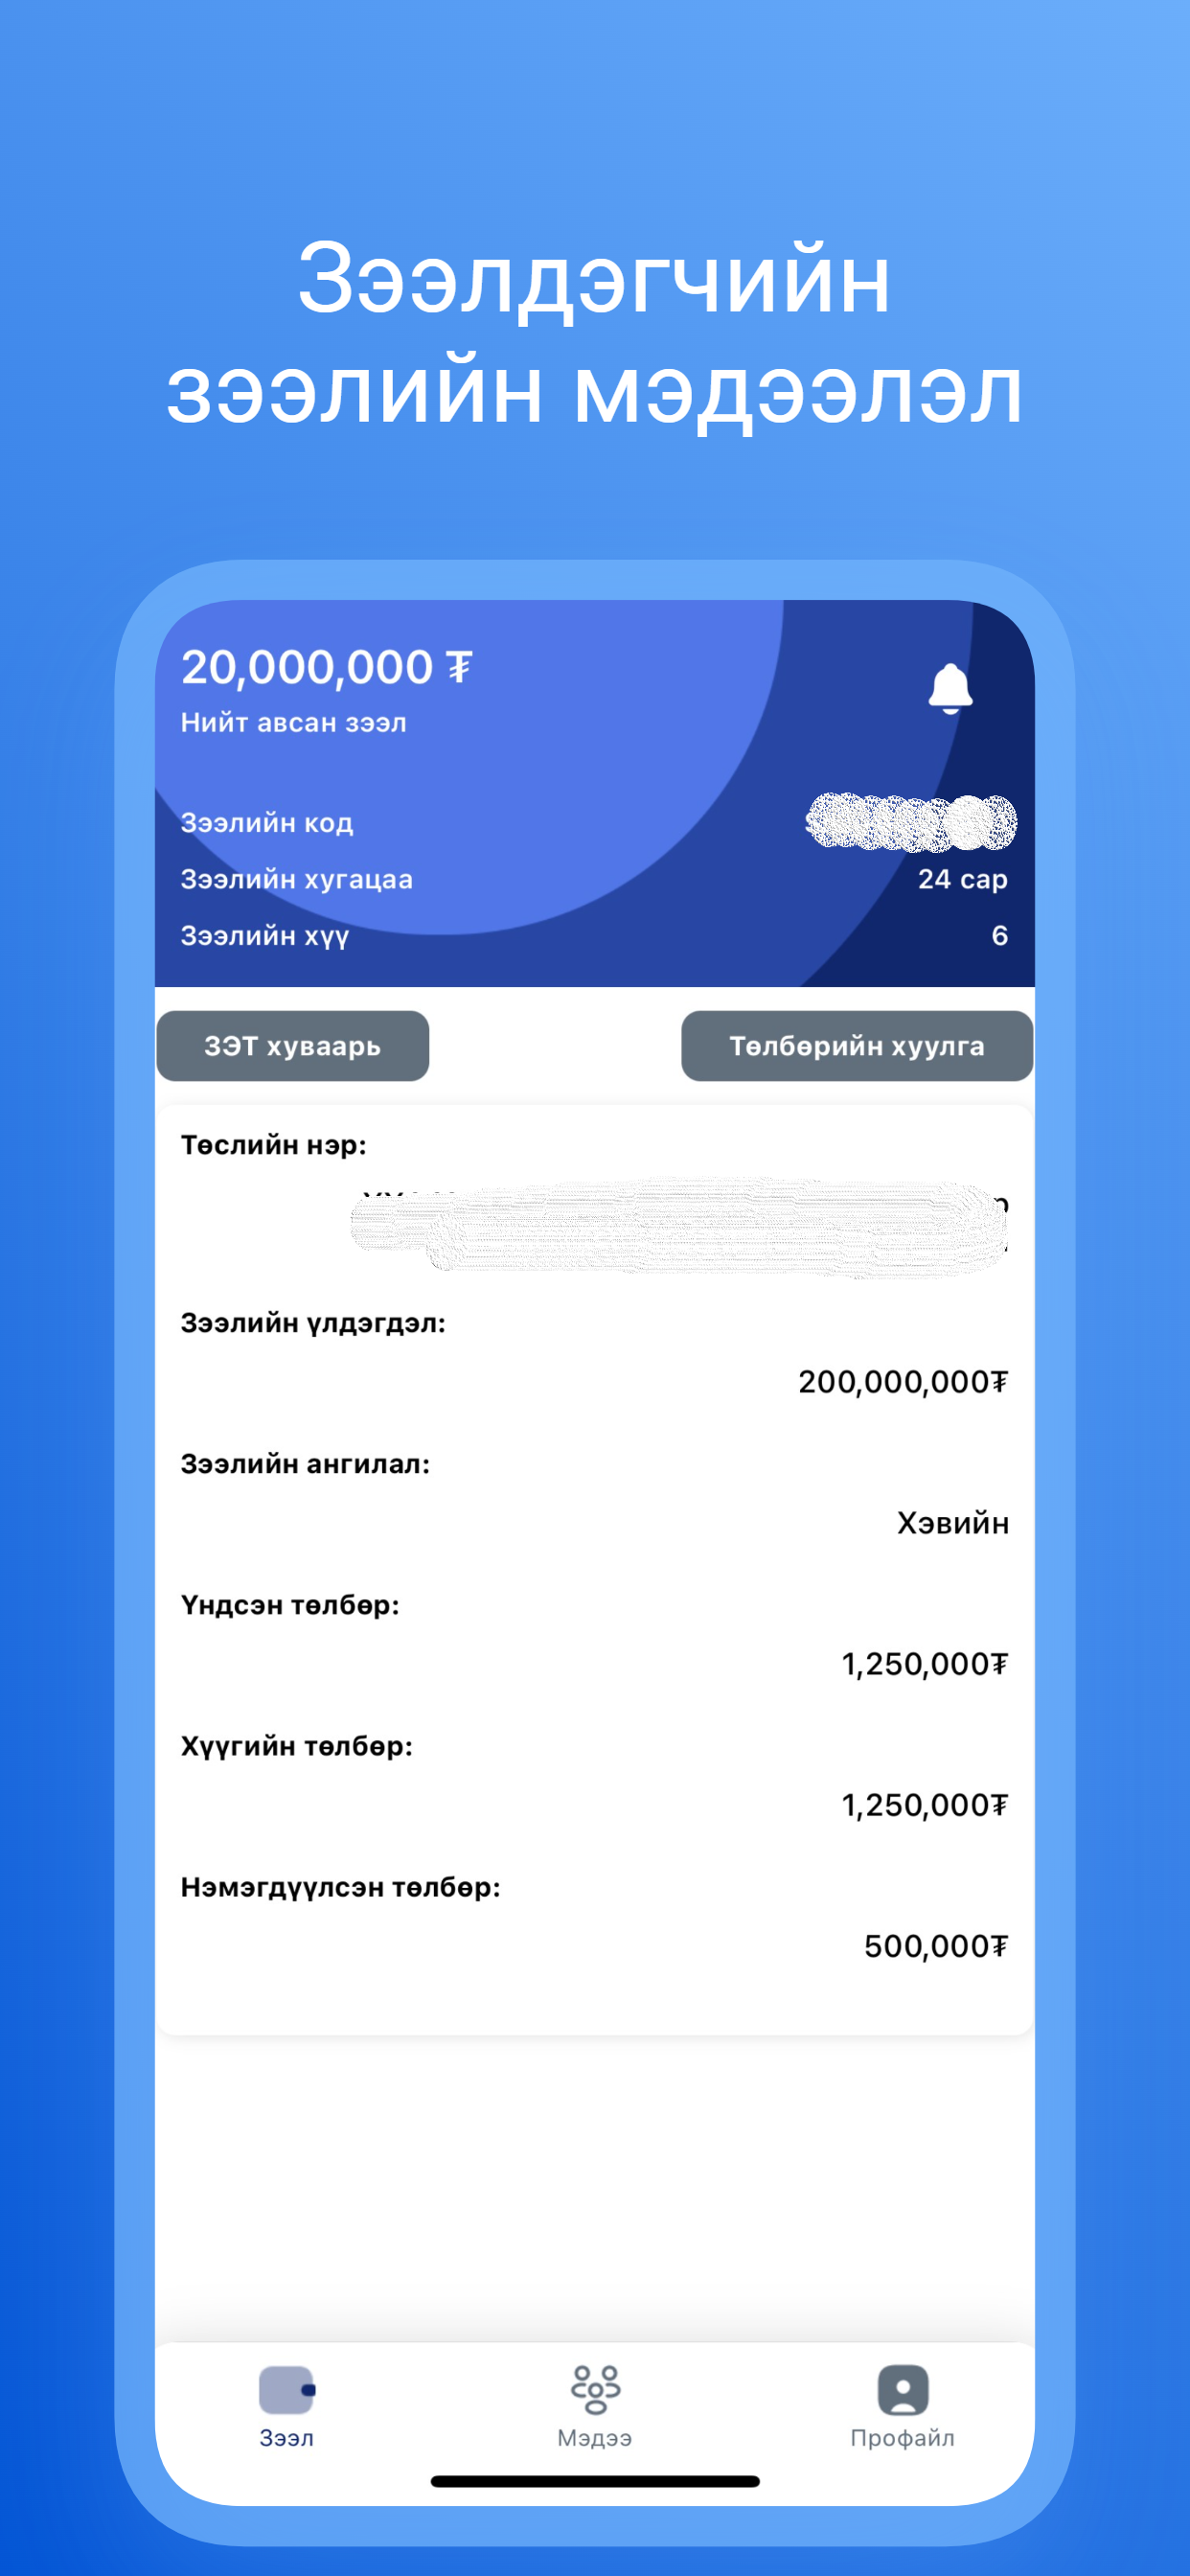 Зээлдэгчийн
зээлийн мэдээлэл
20,000,000 ₮
Нийт авсан зээл
Зээлийн код
Зээлийн хугацаа 24 сар
Зээлийн хүү 6
ЗЭТ хуваарь Төлбөрийн хуулга
Төслийн нэр:
Зээлийн үлдэгдэл:
200,000,000₮
Зээлийн ангилал:
Хэвийн
Үндсэн төлбөр:
1,250,000₮
Хүүгийн төлбөр:
1,250,000₮
Нэмэгдүүлсэн төлбөр:
500,000₮
Зээл Мэдээ Профайл